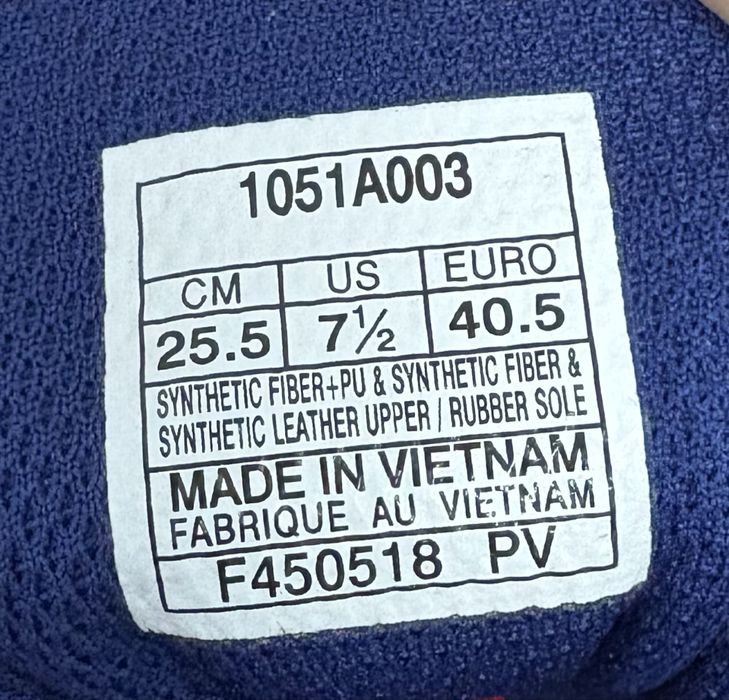 1051A003
CM US EURO
25.5 7½ 40.5
SYNTHETIC FIBER+PU & SYNTHETIC FIBER &
SYNTHETIC LEATHER UPPER / RUBBER SOLE
MADE IN VIETNAM
FABRIQUE AU VIETNAM
F450518 PV